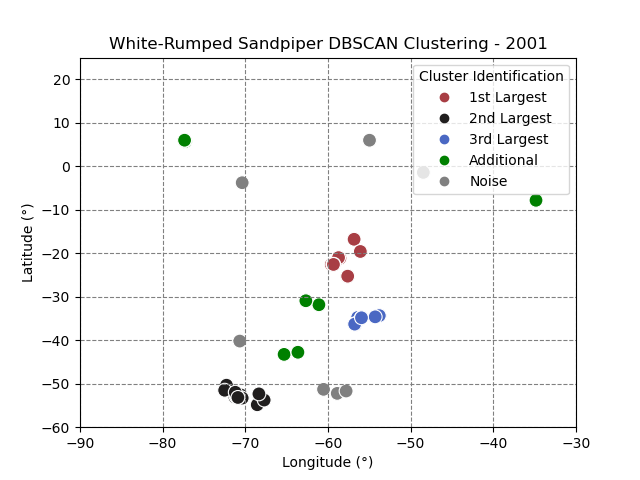 White-Rumped Sandpiper DBSCAN Clustering - 2001
Cluster Identification
1st Largest
2nd Largest
3rd Largest
Additional
Noise
20
10
0
−10
−20
−30
−40
−50
−60
Latitude (°)
−90
−80
−70
−60
−50
−40
−30
Longitude (°)